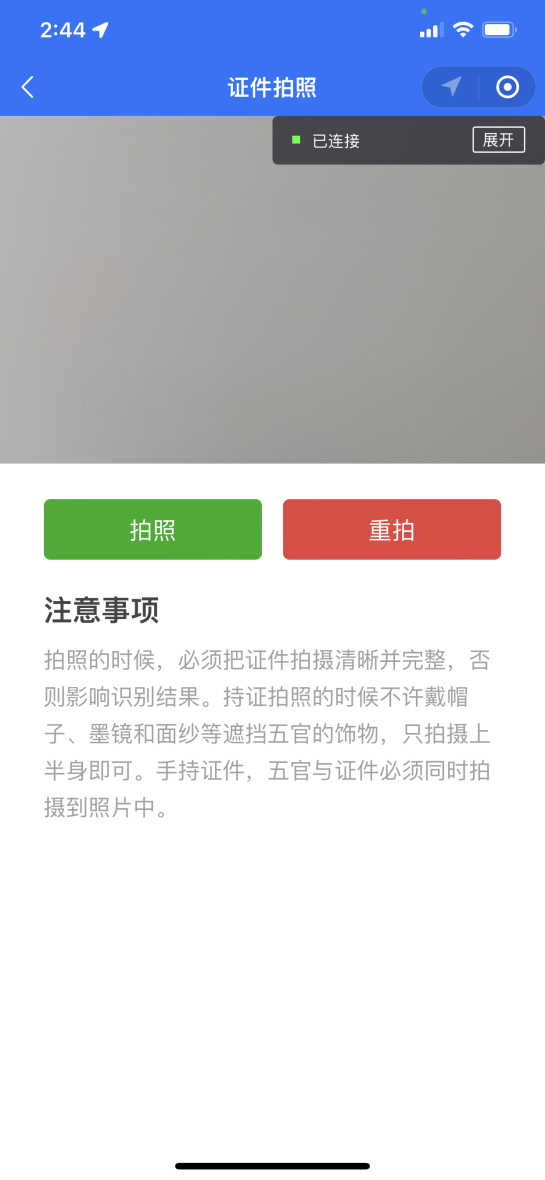 2:44
证件拍照
已连接
展开
拍照
重拍
注意事项
拍照的时候，必须把证件拍摄清晰并完整，否
则影响识别结果。持证拍照的时候不许戴帽
子、墨镜和面纱等遮挡五官的饰物，只拍摄上
半身即可。手持证件，五官与证件必须同时拍
摄到照片中。